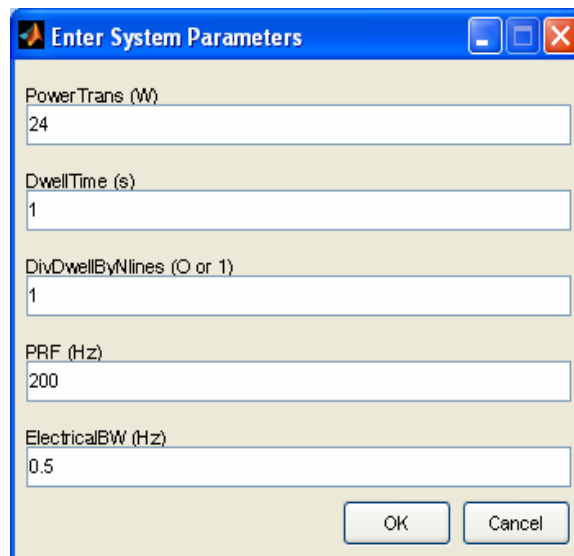 Enter System Parameters
PowerTrans (W)
24
DwellTime (s)
1
DivDwellByNlines (O or 1)
1
PRF (Hz)
200
ElectricalBW (Hz)
0.5
OK Cancel